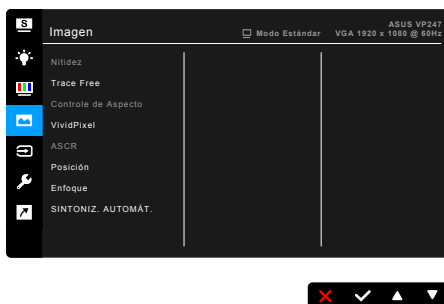 S
Imagen
Modo Estándar
ASUS VP247
VGA 1920 x 1080 @ 60Hz
Nitidez
Trace Free
Controle de Aspecto
VividPixel
ASCR
Posición
Enfoque
SINTONIZ. AUTOMÁT.